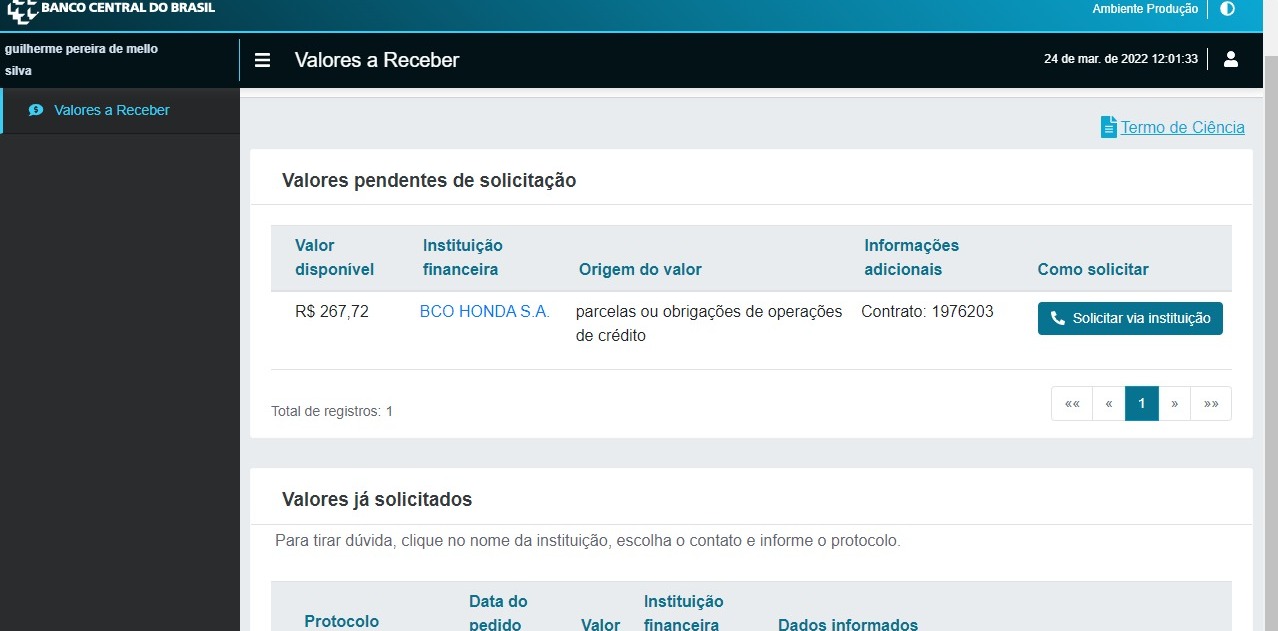 BANCO CENTRAL DO BRASIL
Ambiente Produção
guilherme pereira de mello
silva
Valores a Receber
24 de mar. de 2022 12:01:33
Valores a Receber
Termo de Ciência
Valores pendentes de solicitação
Valor disponível
Instituição financeira
Origem do valor
Informações adicionais
Como solicitar
R$ 267,72
BCO HONDA S.A.
parcelas ou obrigações de operações
de crédito
Contrato: 1976203
Solicitar via instituição
Total de registros: 1
«« « 1 » »»
Valores já solicitados
Para tirar dúvida, clique no nome da instituição, escolha o contato e informe o protocolo.
Protocolo
Data do pedido
Valor
Instituição financeira
Dados informados